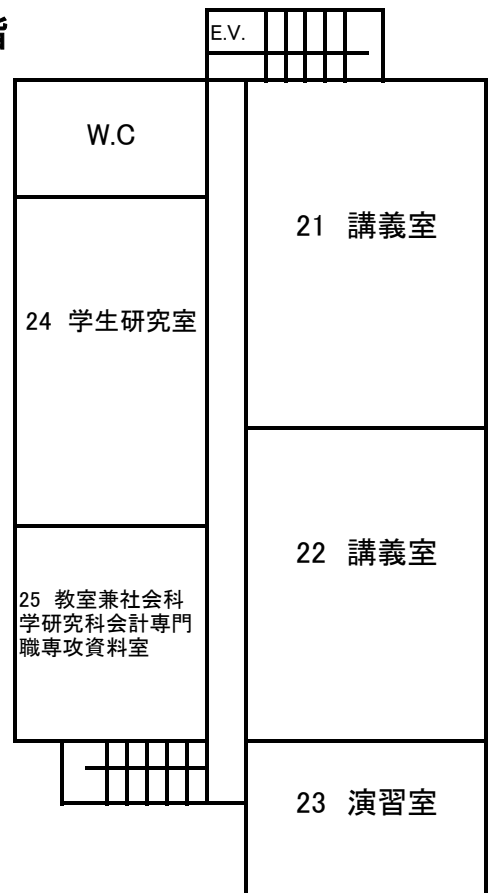 階
E.V.
W.C
21 講義室
24 学生研究室
22 講義室
25 教室兼社会科
学研究科会計専門
職専攻資料室
23 演習室